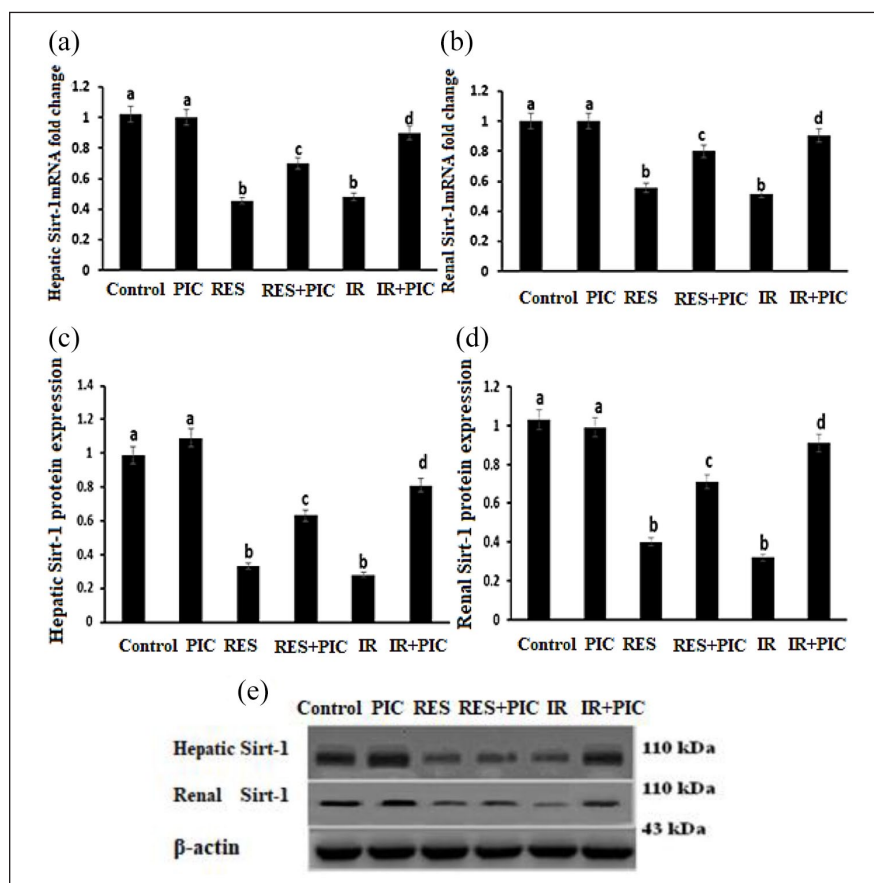 (a)
Hepatic Sirt-1mRNA fold change
1.2
1
0.8
0.6
0.4
0.2
0
a
a
b
c
b
d
Control PIC RES RES+PIC IR IR+PIC
(b)
Renal Sirt-1mRNA fold change
1.2
1
0.8
0.6
0.4
0.2
0
a
a
b
c
b
d
Control PIC RES RES+PIC IR IR+PIC
(c)
Hepatic Sirt-1 protein expression
1.4
1.2
1
0.8
0.6
0.4
0.2
0
a
a
b
c
b
d
Control PIC RES RES+PIC IR IR+PIC
(d)
Renal Sirt-1 protein expression
1.2
1
0.8
0.6
0.4
0.2
0
a
a
b
c
b
d
Control PIC RES RES+PIC IR IR+PIC
(e)
Control PIC RES RES+PIC IR IR+PIC
Hepatic Sirt-1 110 kDa
Renal Sirt-1 110 kDa
β-actin 43 kDa